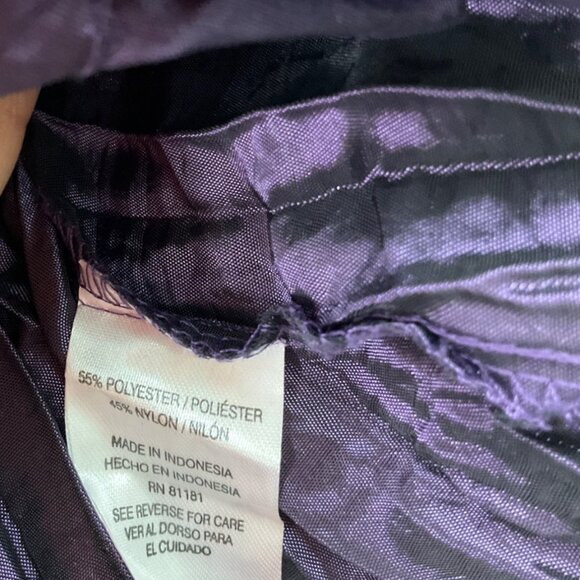 55% POLYESTER / POLIÉSTER
45% NYLON / NILÓN
MADE IN INDONESIA
HECHO EN INDONESIA
RN 81181
SEE REVERSE FOR CARE
VER AL DORSO PARA
EL CUIDADO